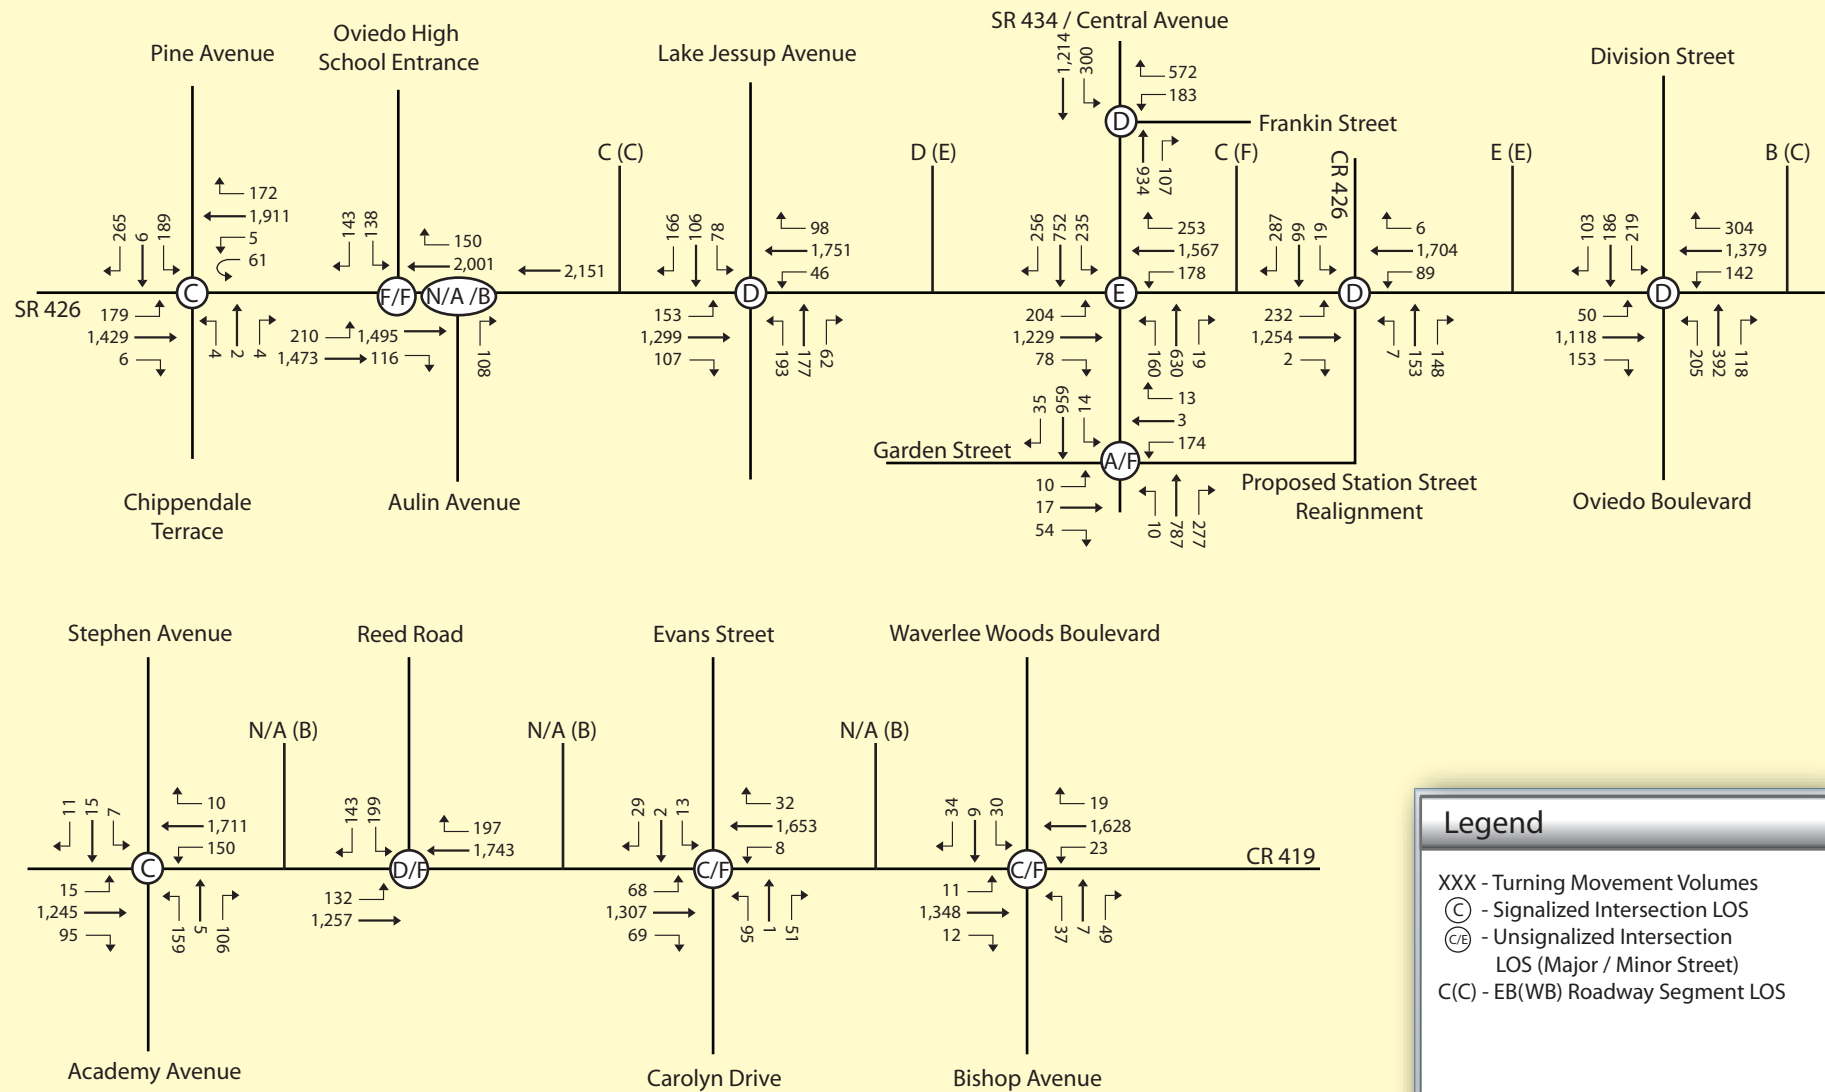 SR 434 / Central Avenue
Pine Avenue
Oviedo High
School Entrance
Lake Jessup Avenue
Division Street
1,214
300
572
183
D
Frankin Street
934
107
C (C)
D (E)
C (F)
CR 426
E (E)
B (C)
265
6
189
172
1,911
5
61
C
SR 426
179
1,429
6
4
2
4
Chippendale
Terrace
143
138
150
2,001
2,151
F/F
N/A /B
210
1,495
1,473
116
108
Aulin Avenue
166
106
78
98
1,751
46
D
153
1,299
107
193
177
62
256
752
235
253
1,567
178
E
204
1,229
78
160
630
19
287
66
19
6
1,704
89
D
232
1,254
2
7
153
148
103
186
219
304
1,379
142
D
50
1,118
153
205
392
118
Oviedo Boulevard
35
959
14
13
3
174
Garden Street
A/F
10
17
54
10
787
277
Proposed Station Street
Realignment
Stephen Avenue
Reed Road
Evans Street
Waverlee Woods Boulevard
N/A (B)
N/A (B)
N/A (B)
11
15
7
10
1,711
150
C
15
1,245
95
159
5
106
Academy Avenue
143
199
197
1,743
D/F
132
1,257
29
2
13
32
1,653
8
C/F
68
1,307
69
95
1
51
Carolyn Drive
34
9
30
19
1,628
23
C/F
CR 419
11
1,348
12
37
7
49
Bishop Avenue
Legend
XXX - Turning Movement Volumes
C - Signalized Intersection LOS
C/E - Unsignalized Intersection
LOS (Major / Minor Street)
C(C) - EB(WB) Roadway Segment LOS